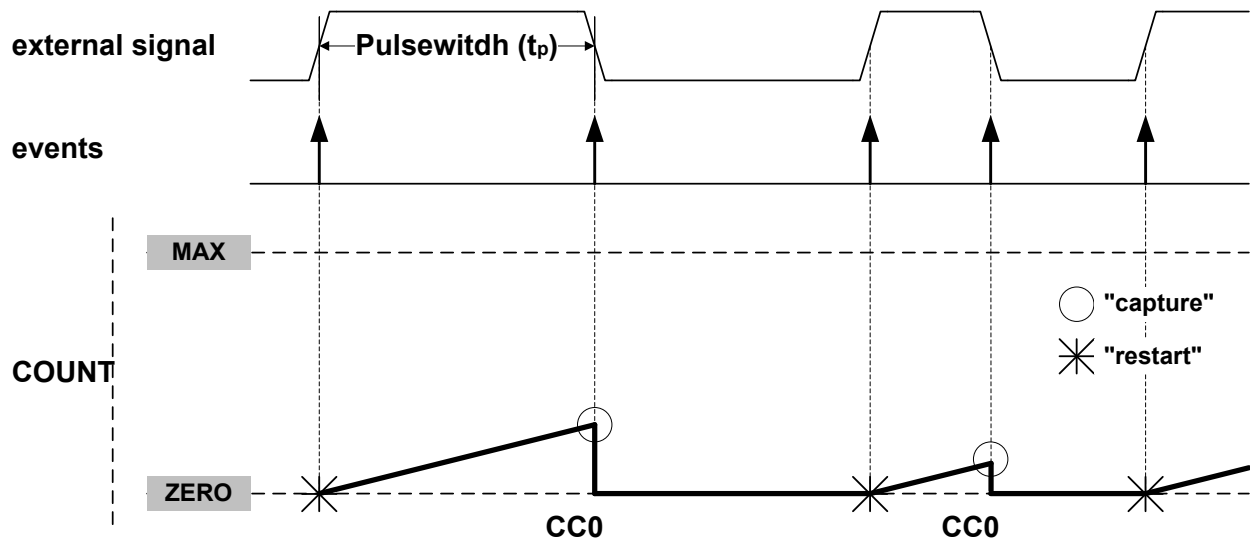 external signal
Pulsewitdh (tp)
events
MAX
"capture"
"restart"
COUNT
ZERO
CC0
CC0